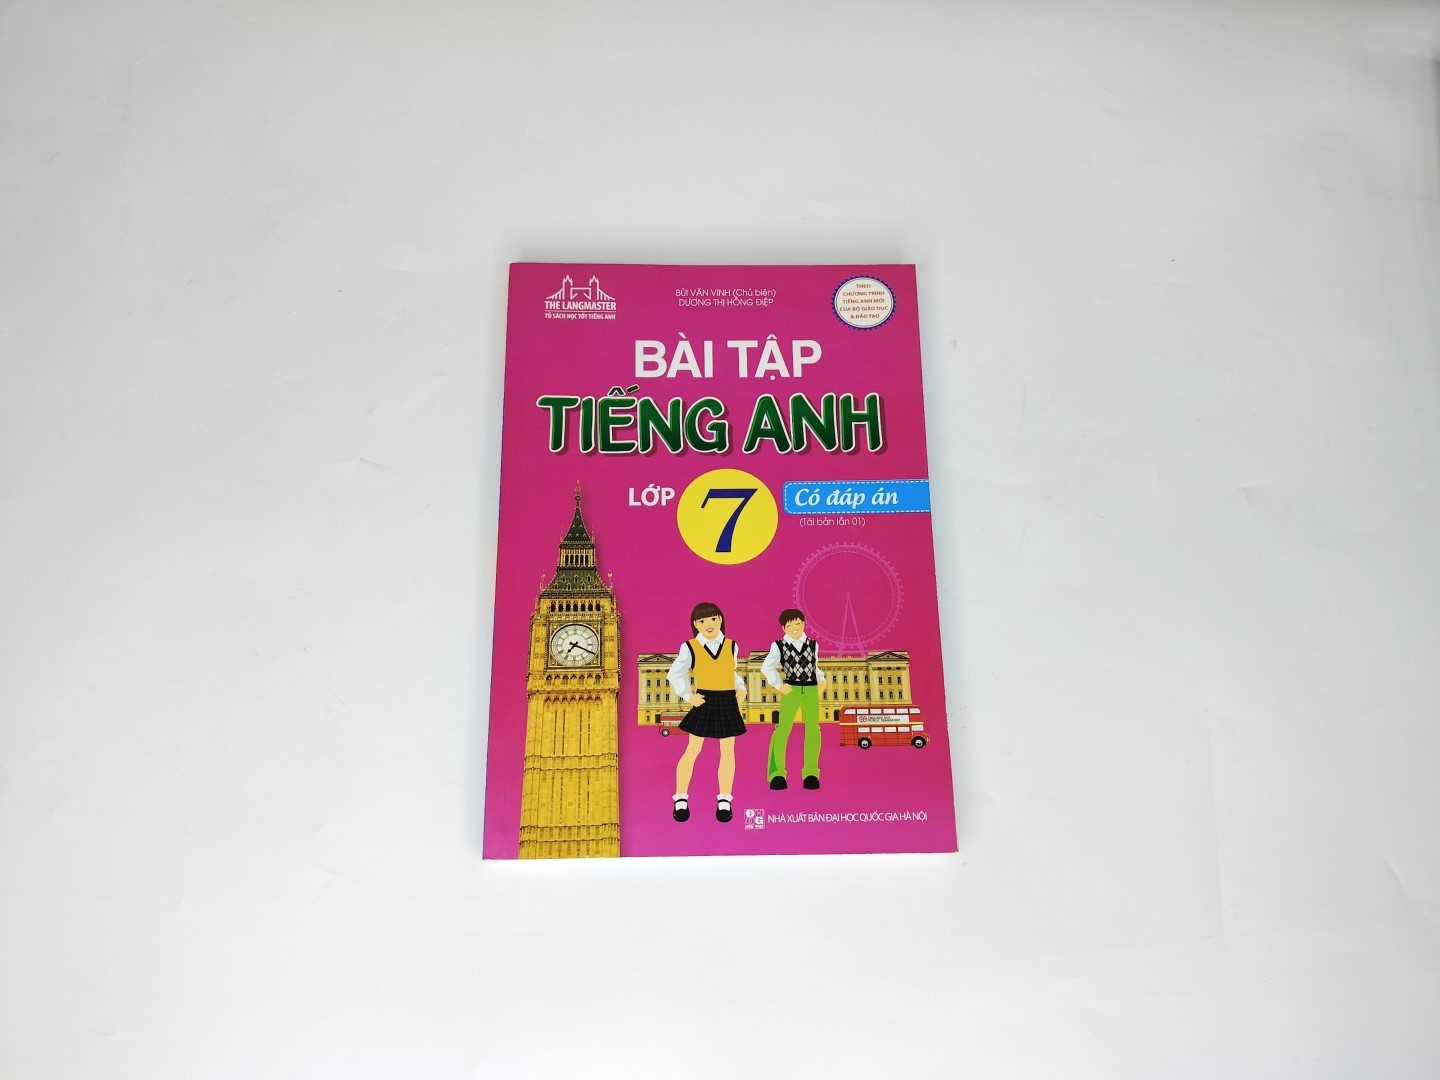 THE LANGMASTER
TỦ SÁCH HỌC TỐT TIẾNG ANH
BÙI VĂN VINH (Chủ biên)
DƯƠNG THỊ HỒNG ĐIỆP
THEO
CHƯƠNG TRÌNH
TIẾNG ANH MỚI
CỦA BỘ GIÁO DỤC
& ĐÀO TẠO
BÀI TẬP
TIẾNG ANH
LỚP 7
Có đáp án
(Tái bản lần 01)
NHÀ XUẤT BẢN ĐẠI HỌC QUỐC GIA HÀ NỘI